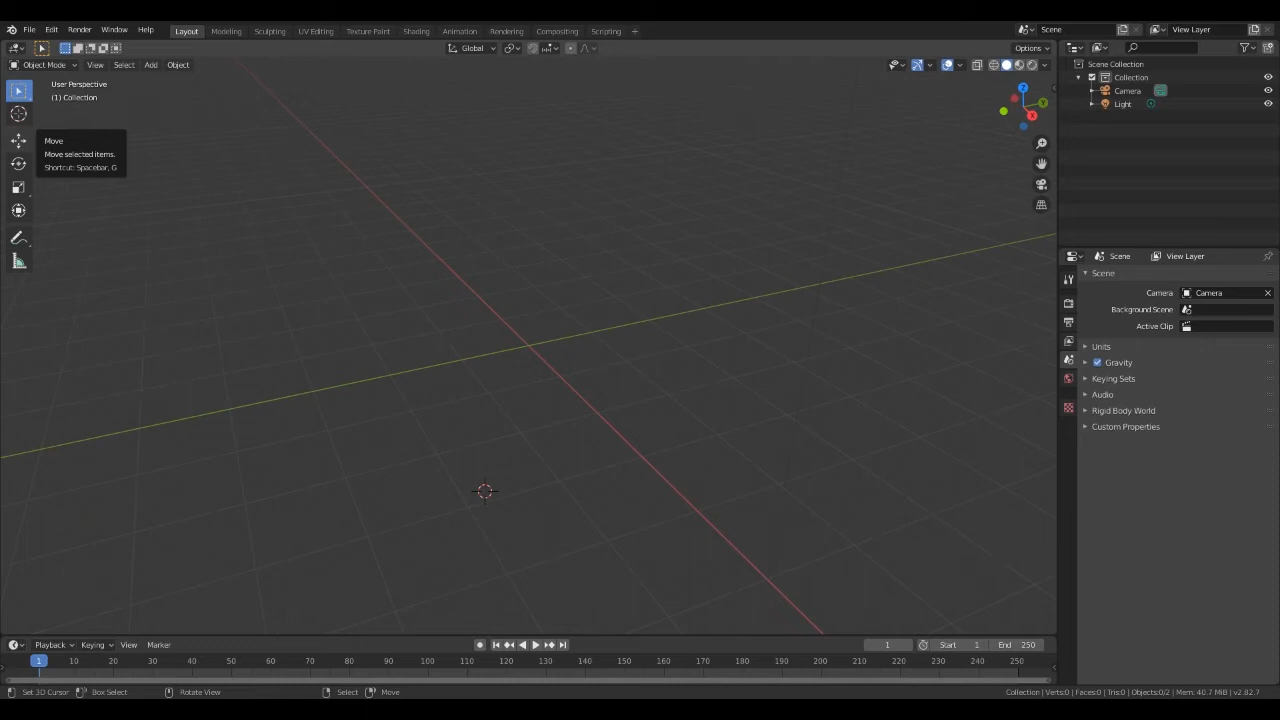 File Edit Render Window Help Layout Modeling Sculpting UV Editing Texture Paint Shading Animation Rendering Compositing Scripting + Scene View Layer
Global Options
Object Mode View Select Add Object
User Perspective
(1) Collection
Move
Move selected items.
Shortcut: Spacebar, G
Z
Y
X
Scene Collection
Collection
Camera
Light
Scene View Layer
Scene
Camera Camera
Background Scene
Active Clip
Units
Gravity
Keying Sets
Audio
Rigid Body World
Custom Properties
Playback Keying View Marker 1 Start 1 End 250
1 10 20 30 40 50 60 70 80 90 100 110 120 130 140 150 160 170 180 190 200 210 220 230 240 250
Set 3D Cursor Box Select Rotate View Select Move Collection | Verts:0 | Faces:0 | Tris:0 | Objects:0/2 | Mem: 40.7 MiB | v2.82.7